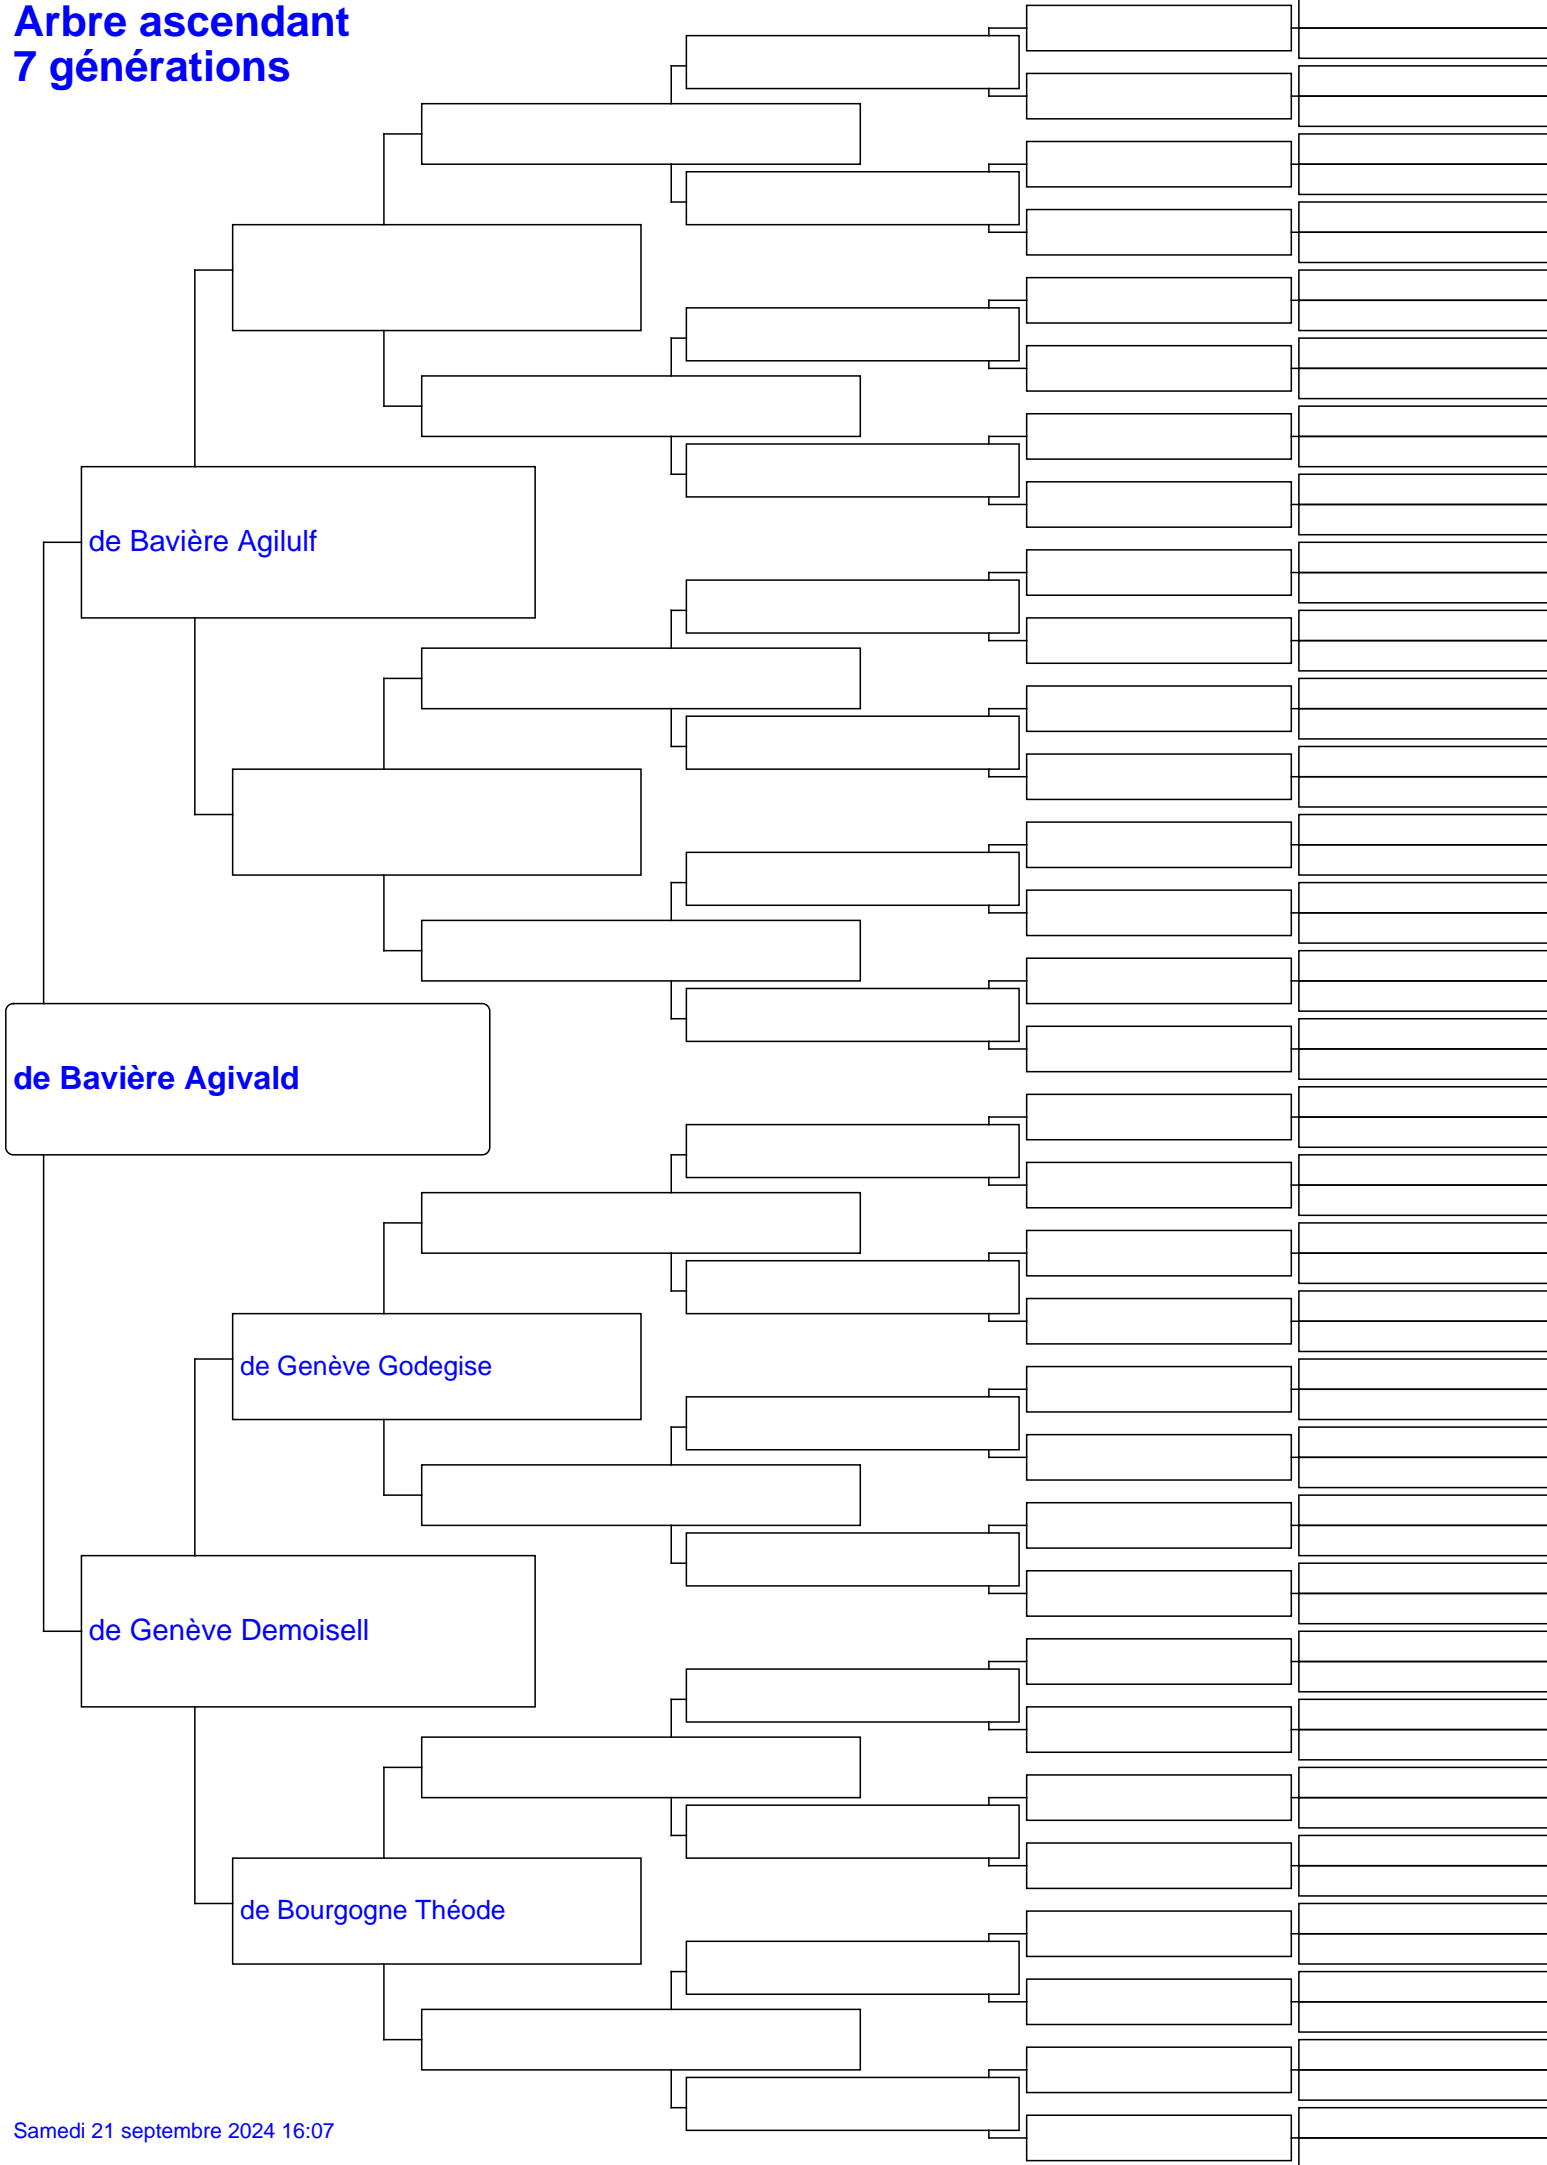 Arbre ascendant
7 générations
de Bavière Agilulf
de Bavière Agivald
de Genève Godegise
de Genève Demoisell
de Bourgogne Théode
Samedi 21 septembre 2024 16:07